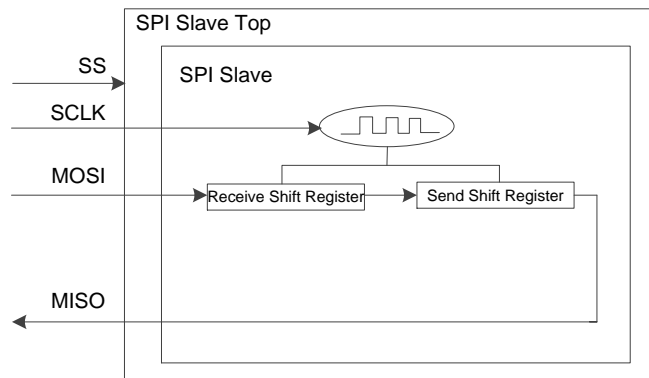 SPI Slave Top
SS
SPI Slave
SCLK
MOSI
Receive Shift Register
Send Shift Register
MISO